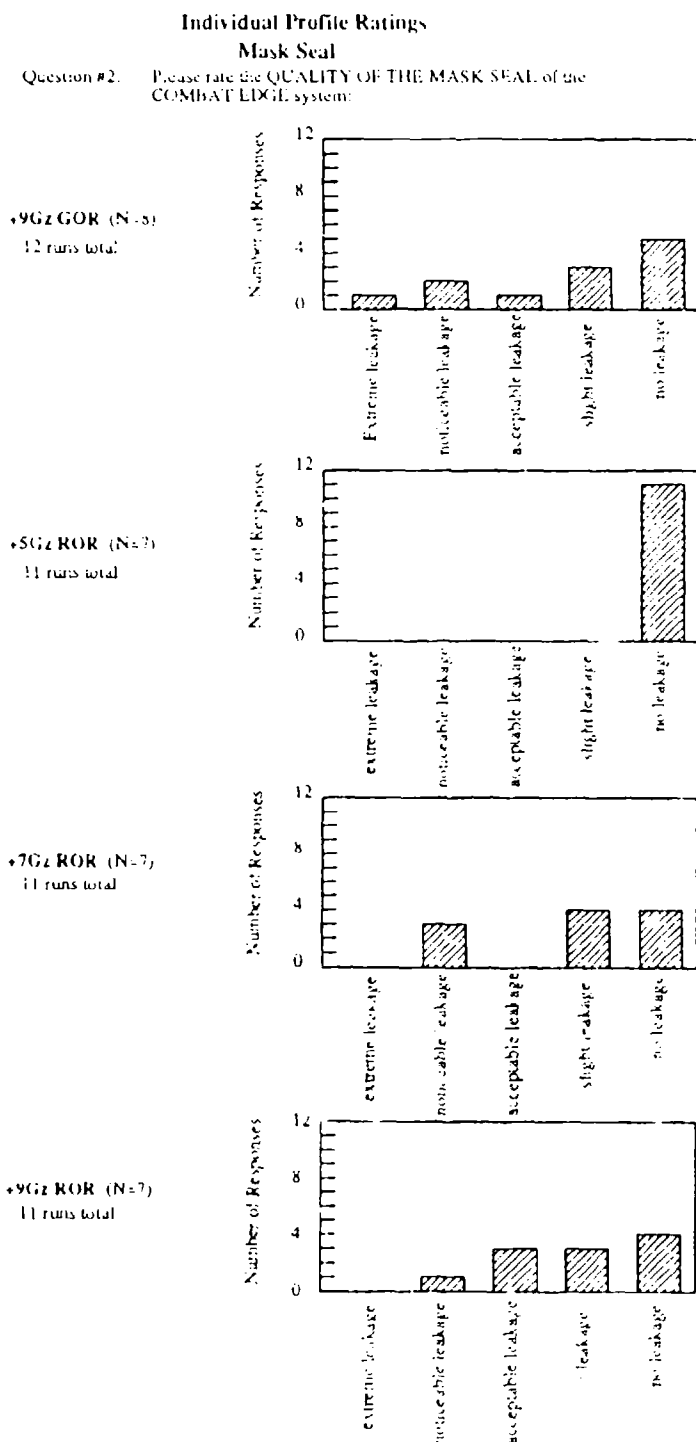 Individual Profile Ratings
Mask Seal
Question #2. Please rate the QUALITY OF THE MASK SEAL of the
COMBAT EDGE system:
+9Gz GOR (N=8)
12 runs total
Number of Responses
12
8
4
0
Extreme leakage
noticeable leakage
acceptable leakage
slight leakage
no leakage
+5Gz ROR (N=7)
11 runs total
Number of Responses
12
8
4
0
extreme leakage
noticeable leakage
acceptable leakage
slight leakage
no leakage
+7Gz ROR (N=7)
11 runs total
Number of Responses
12
8
4
0
extreme leakage
noticeable leakage
acceptable leakage
slight leakage
no leakage
+9Gz ROR (N=7)
11 runs total
Number of Responses
12
8
4
0
extreme leakage
noticeable leakage
acceptable leakage
leakage
no leakage